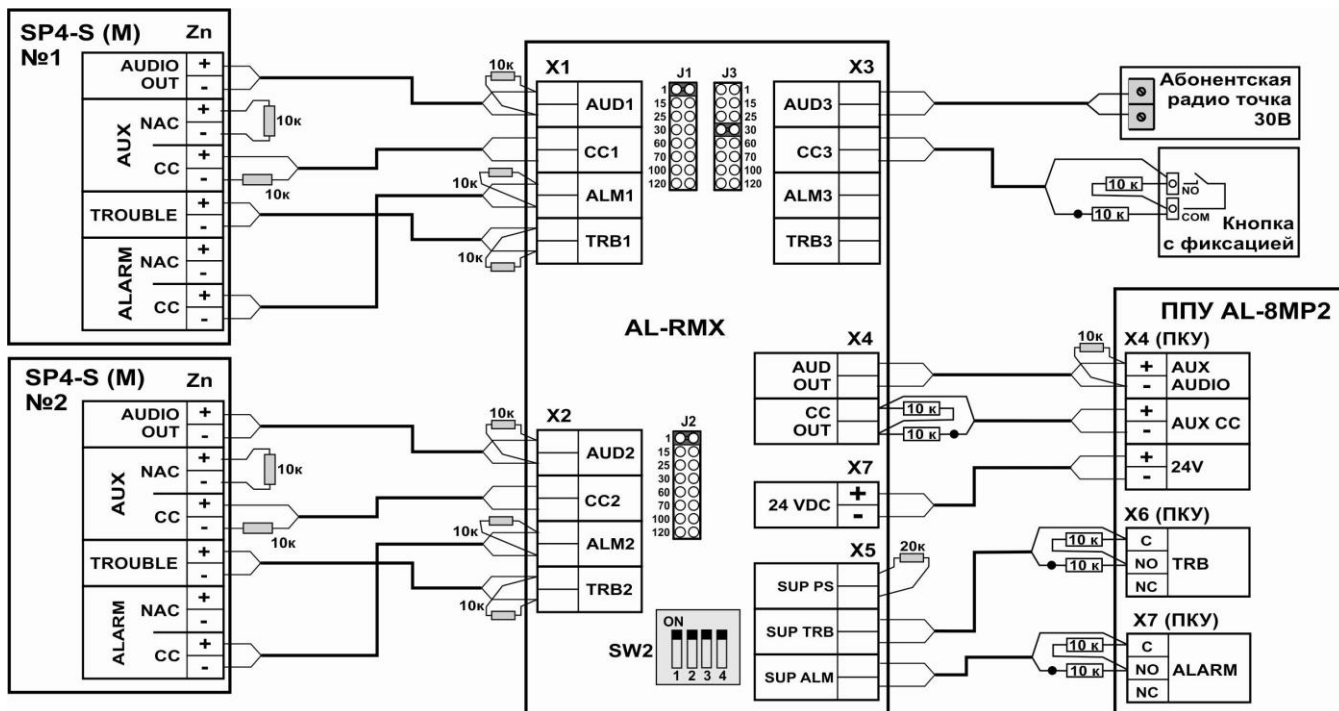 SP4-S (M)
№1
Zn
AUDIO
OUT
+
-
AUX
NAC
+
-
10к
CC
+
-
10к
TROUBLE
+
-
ALARM
NAC
+
-
CC
+
-
SP4-S (M)
№2
Zn
AUDIO
OUT
+
-
AUX
NAC
+
-
10к
CC
+
-
10к
TROUBLE
+
-
ALARM
NAC
+
-
CC
+
-
AL-RMX
X1
10к
AUD1
CC1
10к
ALM1
TRB1
10к
J1
1
15
25
30
60
70
100
120
J3
1
15
25
30
60
70
100
120
X2
10к
AUD2
CC2
10к
ALM2
TRB2
10к
J2
1
15
25
30
60
70
100
120
SW2
ON
1 2 3 4
X3
AUD3
CC3
ALM3
TRB3
X4
AUD
OUT
CC
OUT
10 к
10 к
X7
24 VDC
+
-
X5
20к
SUP PS
SUP TRB
SUP ALM
Абонентская
радио точка
30В
10 к
NO
10 к
COM
Кнопка
с фиксацией
ППУ AL-8MP2
X4 (ПКУ)
10к
+
-
AUX
AUDIO
+
-
AUX CC
+
-
24V
X6 (ПКУ)
10 к
C
10 к
NO
NC
TRB
X7 (ПКУ)
10 к
C
10 к
NO
NC
ALARM